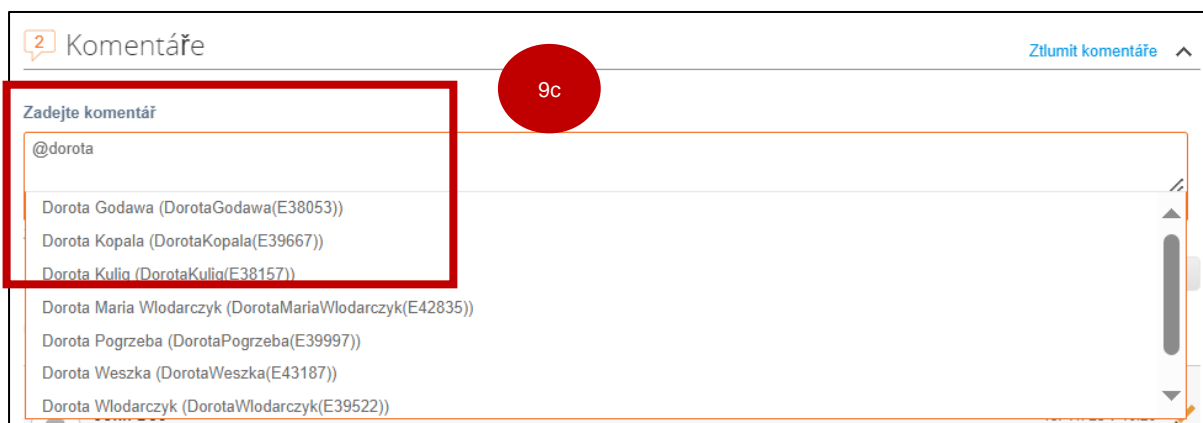 2 Komentáře
Ztlumit komentáře
9c
Zadejte komentář
@dorota
Dorota Godawa (DorotaGodawa(E38053))
Dorota Kopala (DorotaKopala(E39667))
Dorota Kulig (DorotaKulig(E38157))
Dorota Maria Wlodarczyk (DorotaMariaWlodarczyk(E42835))
Dorota Pogrzeba (DorotaPogrzeba(E39997))
Dorota Weszka (DorotaWeszka(E43187))
Dorota Wlodarczyk (DorotaWlodarczyk(E39522))